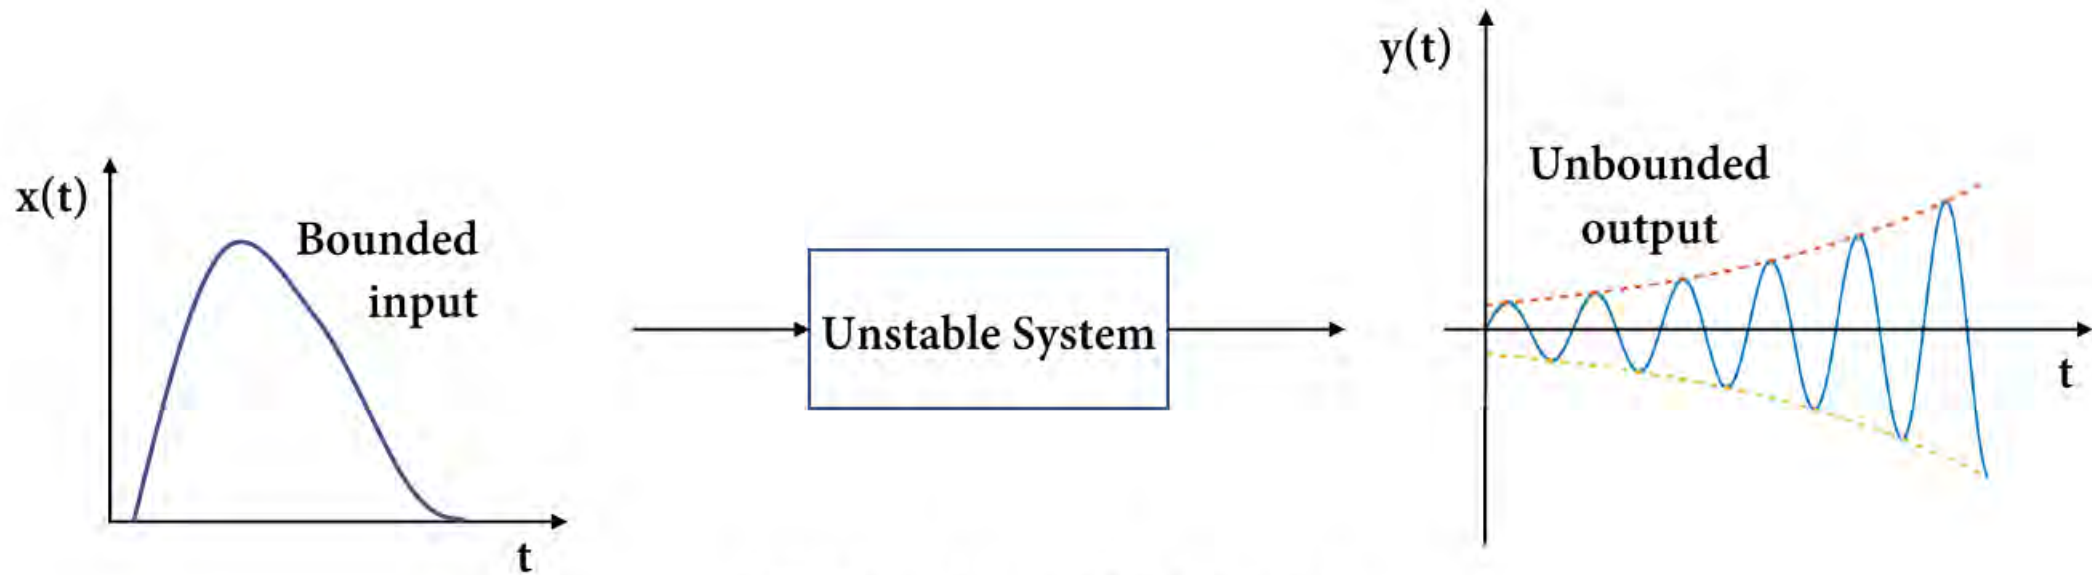 x(t)
Bounded
input
t
Unstable System
y(t)
Unbounded
output
t